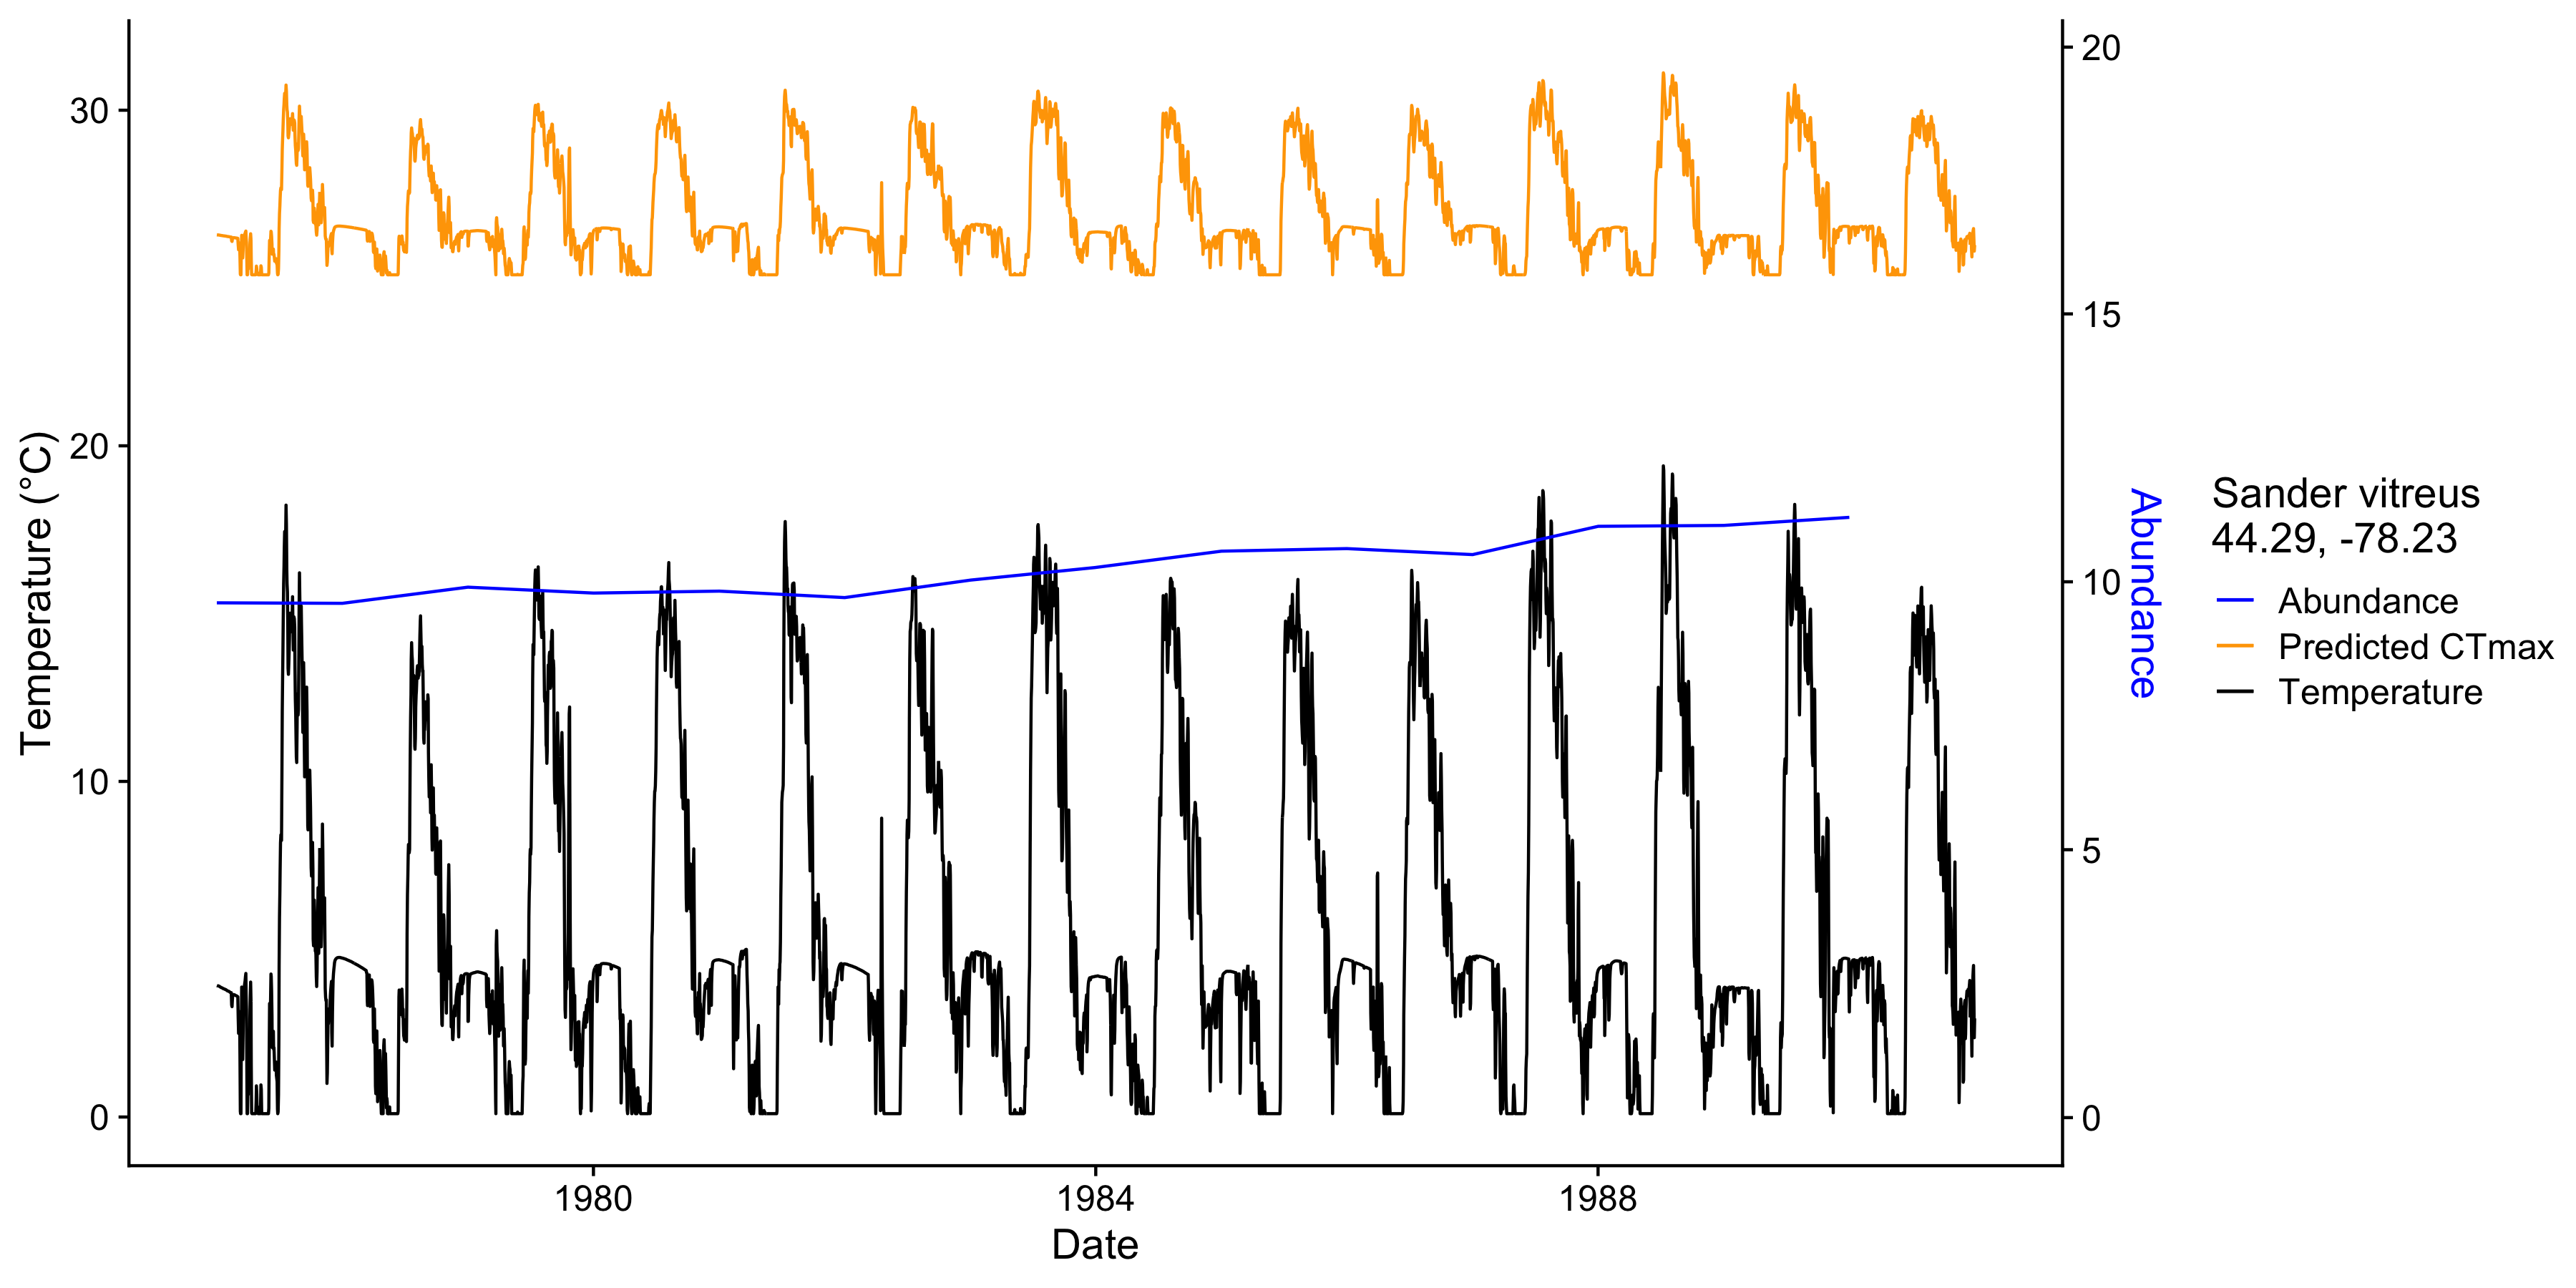 30
20
10
0
Temperature (°C)
1980
1984
1988
Date
20
15
10
5
0
Abundance
Sander vitreus
44.29, -78.23
Abundance
Predicted CTmax
Temperature